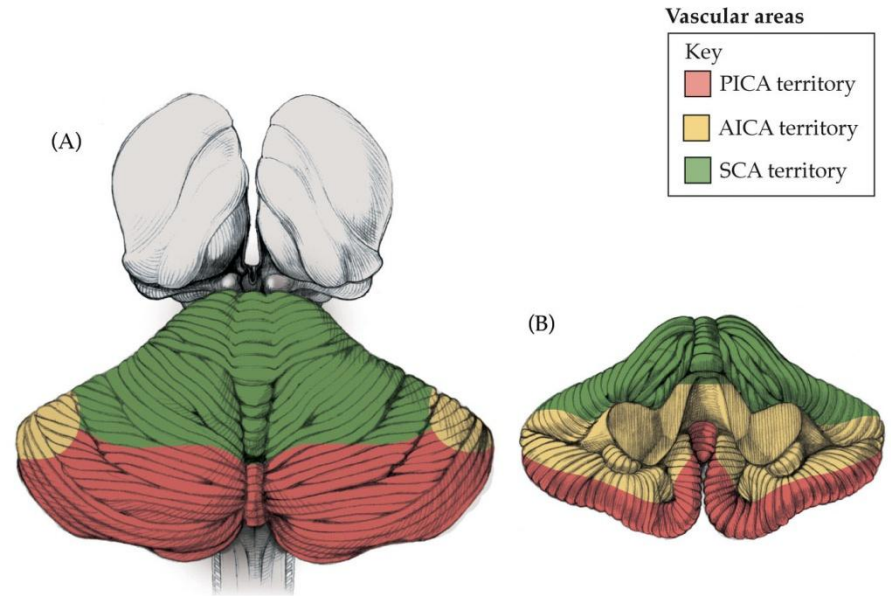 Vascular areas
Key
PICA territory
AICA territory
SCA territory
(A)
(B)